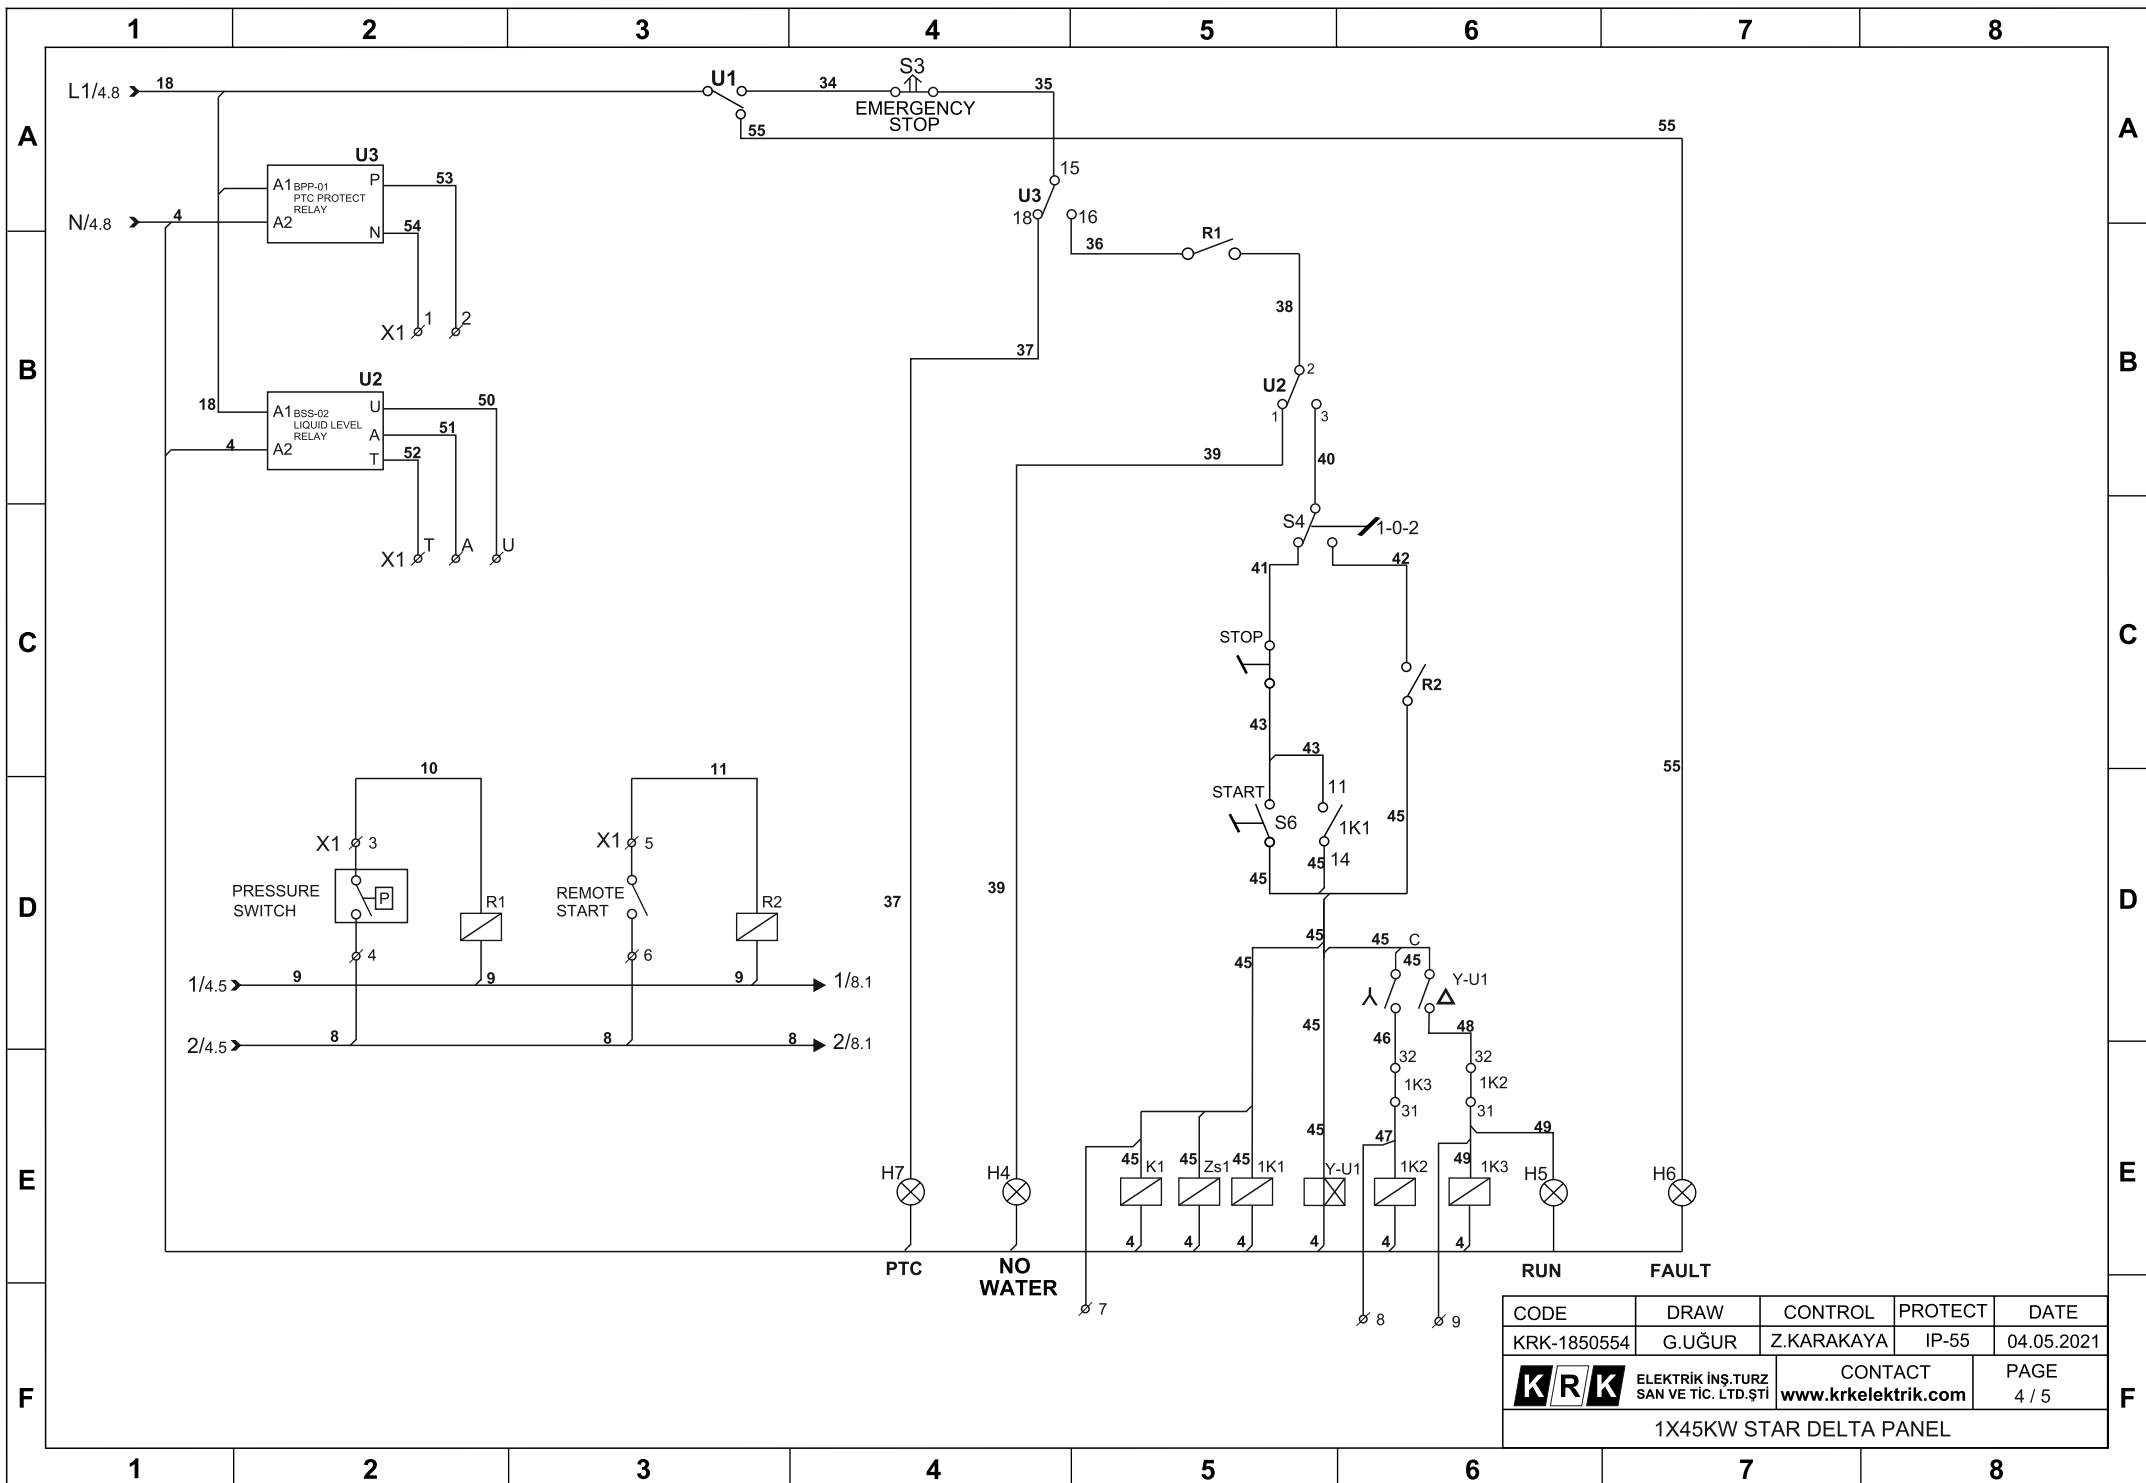 1 2 3 4 5 6 7 8
A A
B B
C C
D D
E E
F F
L1/4.8 18
U1
34
S3
EMERGENCY
STOP
35
55 55
N/4.8 4
U3
A1 BPP-01
PTC PROTECT
RELAY
A2
P
N
53
54
X1 1 2
15
U3
18 16
36
R1
38
37
U2
18
4
A1 BSS-02
LIQUID LEVEL
RELAY
A2
U
A
T
50
51
52
X1 T A U
2
U2
1 3
39
40
S4
1-0-2
41 42
STOP
R2
43
43
START
S6
11
1K1
14
45
45
45
10
X1 3
PRESSURE
SWITCH
P
4
R1
11
X1 5
REMOTE
START
6
R2
1/4.5 9 9 9 1/8.1
2/4.5 8 8 8 2/8.1
37
39
55
45
45
45 C
45
Y-U1
45
46
48
32
1K3
31
32
1K2
31
47
49
45
H7
H4
45 K1
45 Zs1
45 1K1
Y-U1
1K2
49 1K3
H5
H6
4 4 4 4 4 4
PTC
NO
WATER
RUN
FAULT
7
8
9
CODE DRAW CONTROL PROTECT DATE
KRK-1850554 G.UĞUR Z.KARAKAYA IP-55 04.05.2021
KRK
ELEKTRİK İNŞ.TURZ
SAN VE TİC. LTD.ŞTİ
CONTACT
www.krkelektrik.com
PAGE
4 / 5
1X45KW STAR DELTA PANEL
1 2 3 4 5 6 7 8